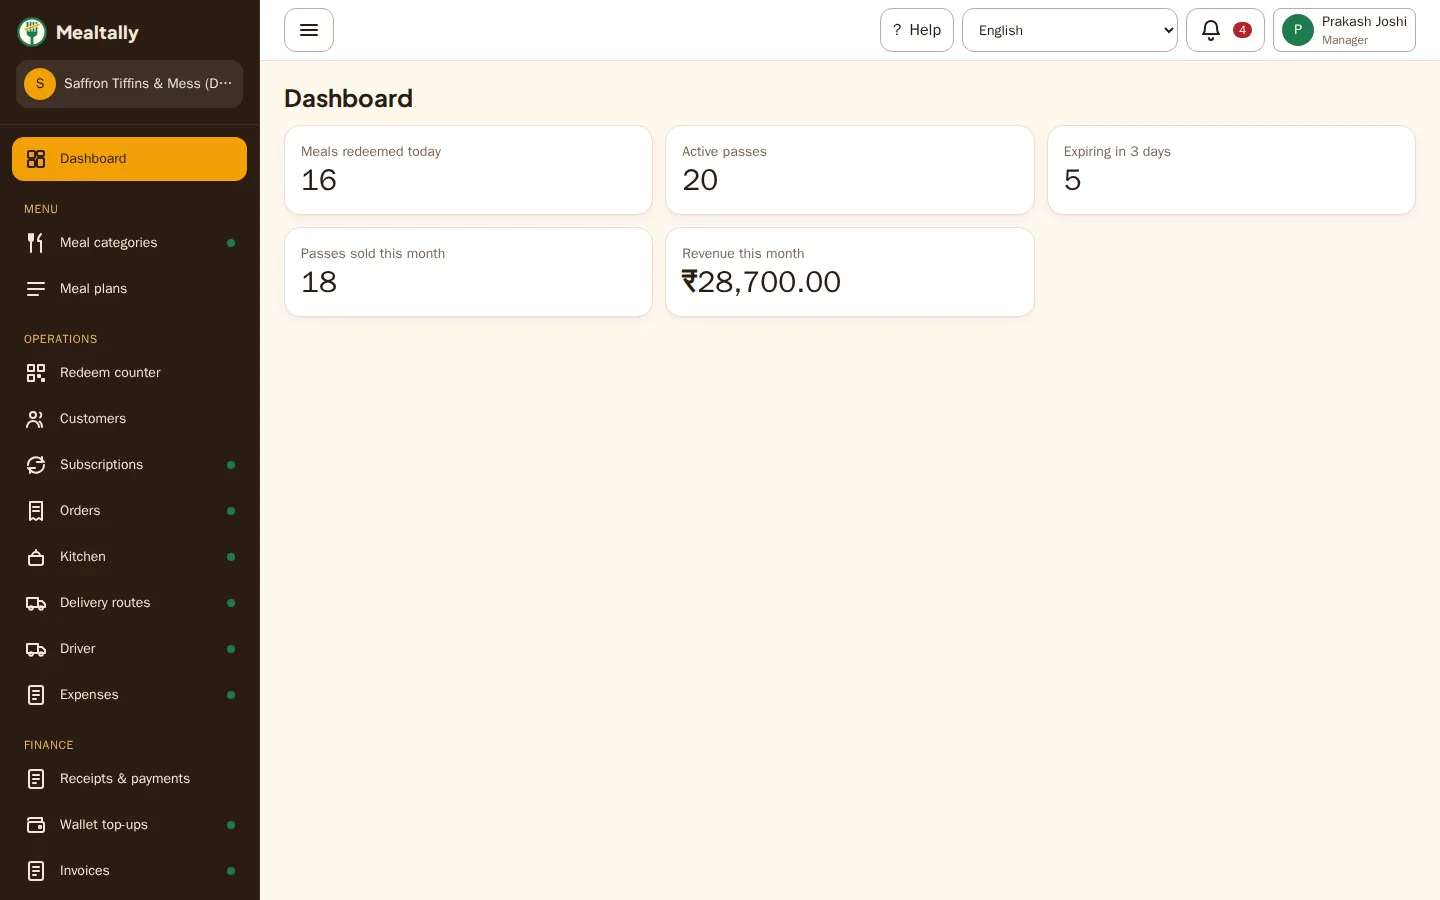 Mealtally
Saffron Tiffins & Mess (D···
Dashboard
MENU
Meal categories
Meal plans
OPERATIONS
Redeem counter
Customers
Subscriptions
Orders
Kitchen
Delivery routes
Driver
Expenses
FINANCE
Receipts & payments
Wallet top-ups
Invoices
? Help
English
4
P
Prakash Joshi
Manager
S
Dashboard
Meals redeemed today
16
Active passes
20
Expiring in 3 days
5
Passes sold this month
18
Revenue this month
₹28,700.00